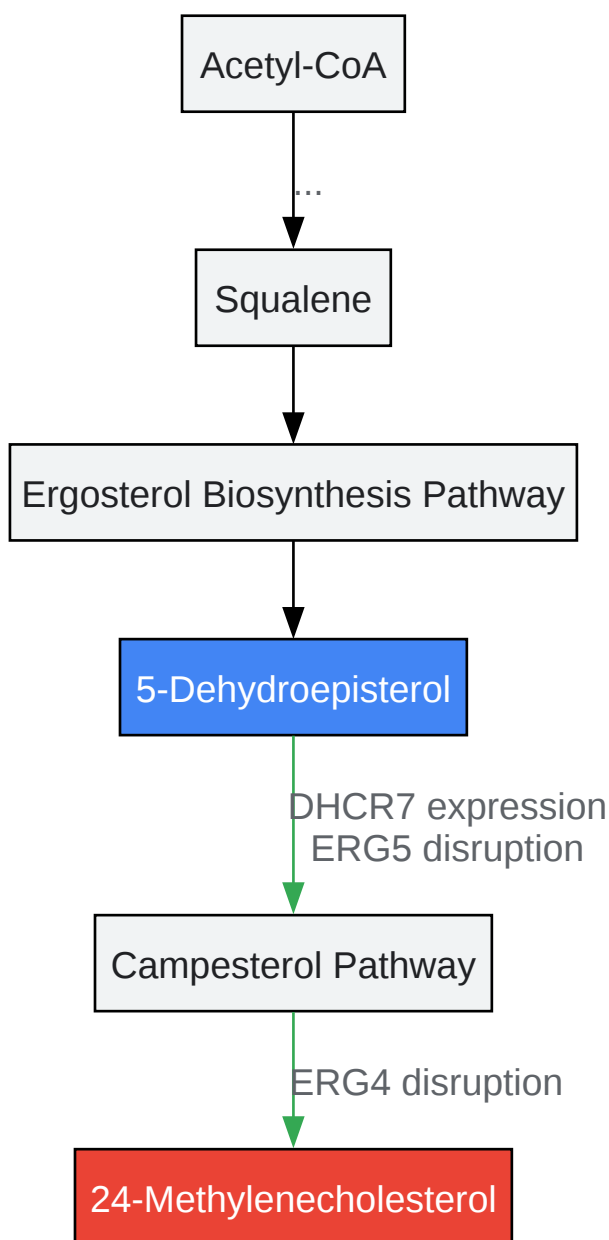 Acetyl-CoA
...
Squalene
Ergosterol Biosynthesis Pathway
5-Dehydroepisterol
DHCR7 expression
ERG5 disruption
Campesterol Pathway
ERG4 disruption
24-Methylenecholesterol